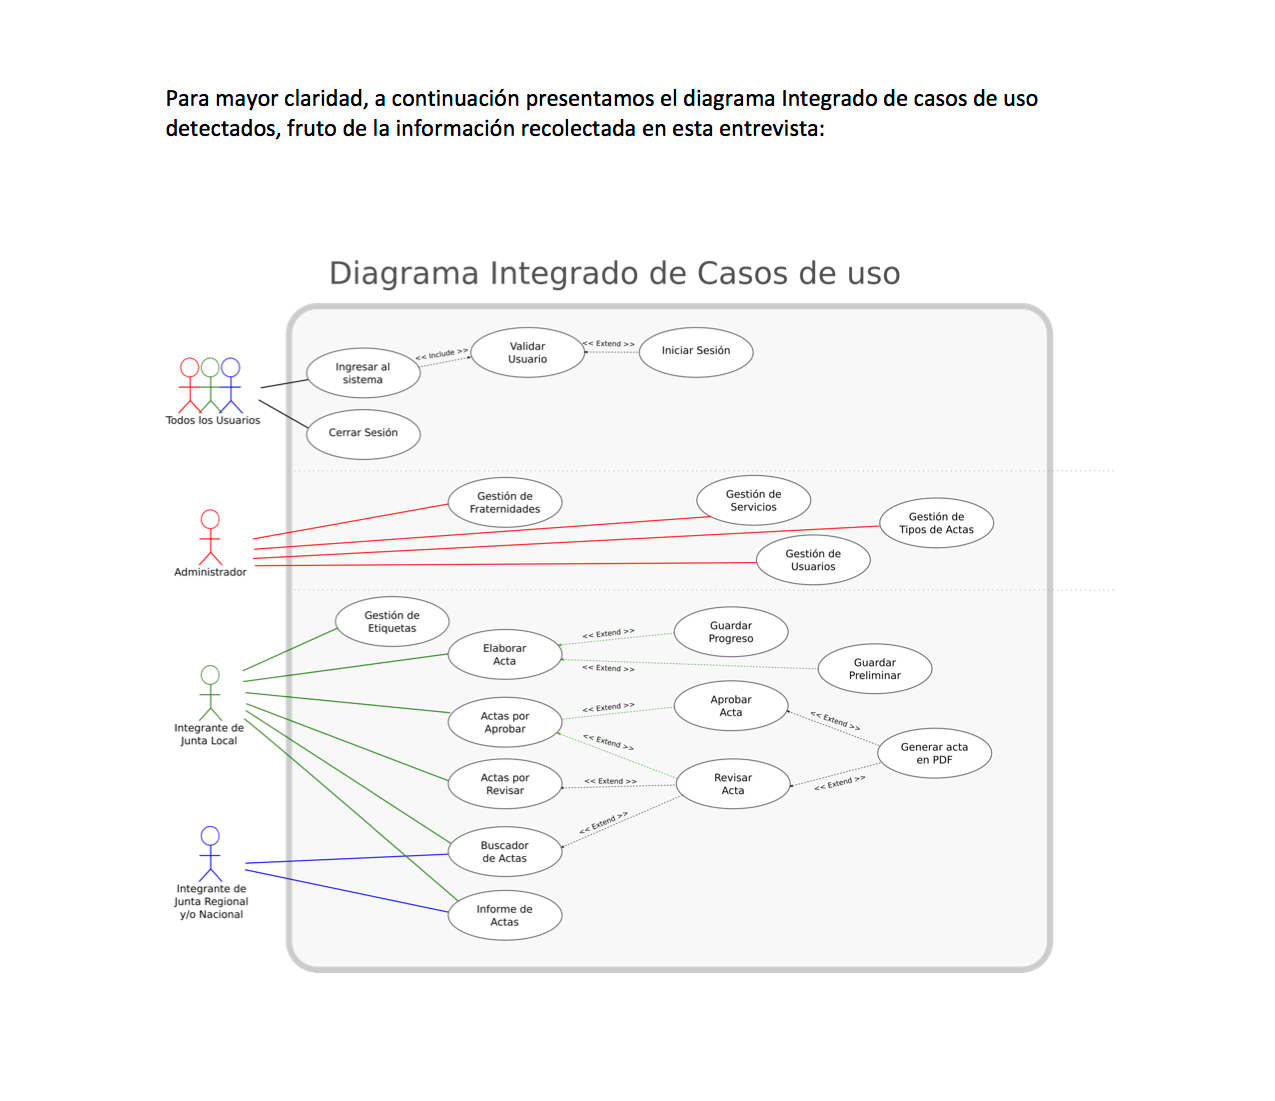 Para mayor claridad, a continuación presentamos el diagrama Integrado de casos de uso
detectados, fruto de la información recolectada en esta entrevista:
Diagrama Integrado de Casos de uso
Todos los Usuarios
Ingresar al
sistema
<< Include >>
Validar
Usuario
<< Extend >>
Iniciar Sesión
Cerrar Sesión
Administrador
Gestión de
Fraternidades
Gestión de
Servicios
Gestión de
Tipos de Actas
Gestión de
Usuarios
Integrante de
Junta Local
Gestión de
Etiquetas
Elaborar
Acta
<< Extend >>
Guardar
Progreso
<< Extend >>
Guardar
Preliminar
Actas por
Aprobar
<< Extend >>
Aprobar
Acta
<< Extend >>
<< Extend >>
Generar acta
en PDF
Actas por
Revisar
<< Extend >>
Revisar
Acta
<< Extend >>
<< Extend >>
Buscador
de Actas
Integrante de
Junta Regional
y/o Nacional
Informe de
Actas